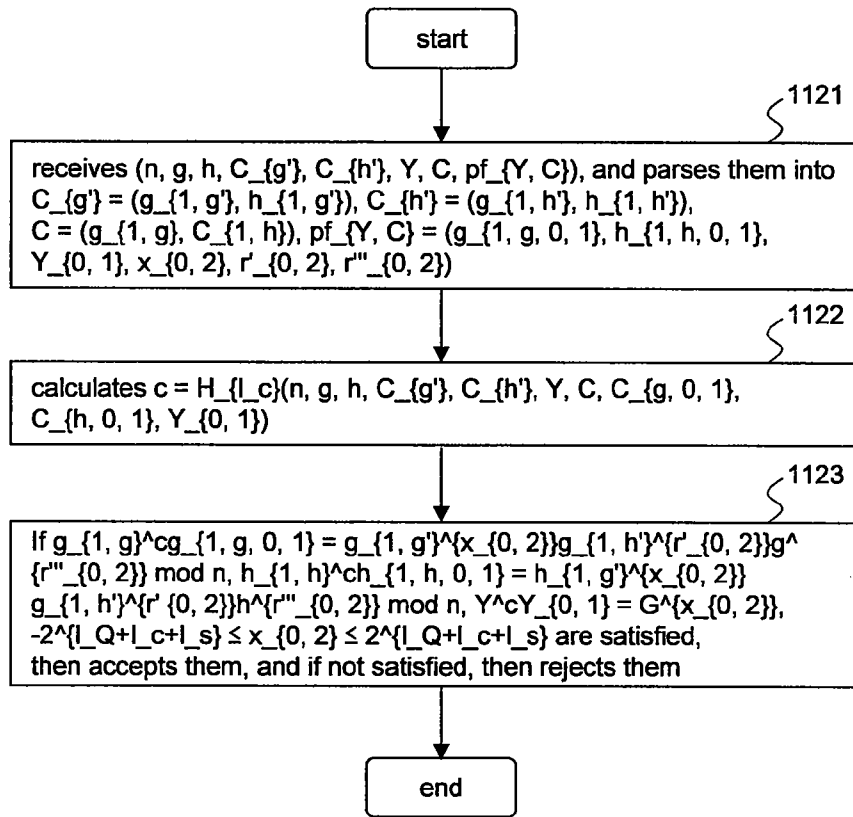 start
1121
receives (n, g, h, C_{g'}, C_{h'}, Y, C, pf_{Y, C}), and parses them into
C_{g'} = (g_{1, g'}, h_{1, g'}), C_{h'} = (g_{1, h'}, h_{1, h'}),
C = (g_{1, g}, C_{1, h}), pf_{Y, C} = (g_{1, g, 0, 1}, h_{1, h, 0, 1},
Y_{0, 1}, x_{0, 2}, r'_{0, 2}, r'''_{0, 2})
1122
calculates c = H_{l_c}(n, g, h, C_{g'}, C_{h'}, Y, C, C_{g, 0, 1},
C_{h, 0, 1}, Y_{0, 1})
1123
If g_{1, g}^cg_{1, g, 0, 1} = g_{1, g'}^{x_{0, 2}}g_{1, h'}^{r'_{0, 2}}g^
{r'''_{0, 2}} mod n, h_{1, h}^ch_{1, h, 0, 1} = h_{1, g'}^{x_{0, 2}}
g_{1, h'}^{r' {0, 2}}h^{r'''_{0, 2}} mod n, Y^cY_{0, 1} = G^{x_{0, 2}},
-2^{l_Q+l_c+l_s} ≤ x_{0, 2} ≤ 2^{l_Q+l_c+l_s} are satisfied,
then accepts them, and if not satisfied, then rejects them
end